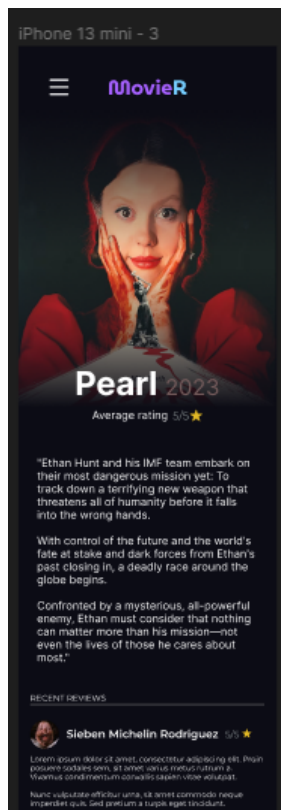 iPhone 13 mini - 3
MovieR
Pearl 2023
Average rating 5/5
"Ethan Hunt and his IMF team embark on
their most dangerous mission yet: To
track down a terrifying new weapon that
threatens all of humanity before it falls
into the wrong hands.
With control of the future and the world's
fate at stake and dark forces from Ethan's
past closing in, a deadly race around the
globe begins.
Confronted by a mysterious, all-powerful
enemy, Ethan must consider that nothing
can matter more than his mission—not
even the lives of those he cares about
most."
RECENT REVIEWS
Sieben Michelin Rodriguez 5/5
Lorem ipsum dolor sit amet, consectetur adipiscing elit. Proin
posuere sodales sem, sit amet varius metus rutrum a.
Vivamus condimentum convallis sapien vitae volutpat.
Nunc vulputate efficitur urna, sit amet commodo neque
imperdiet quis. Sed pretium a turpis eget tincidunt.